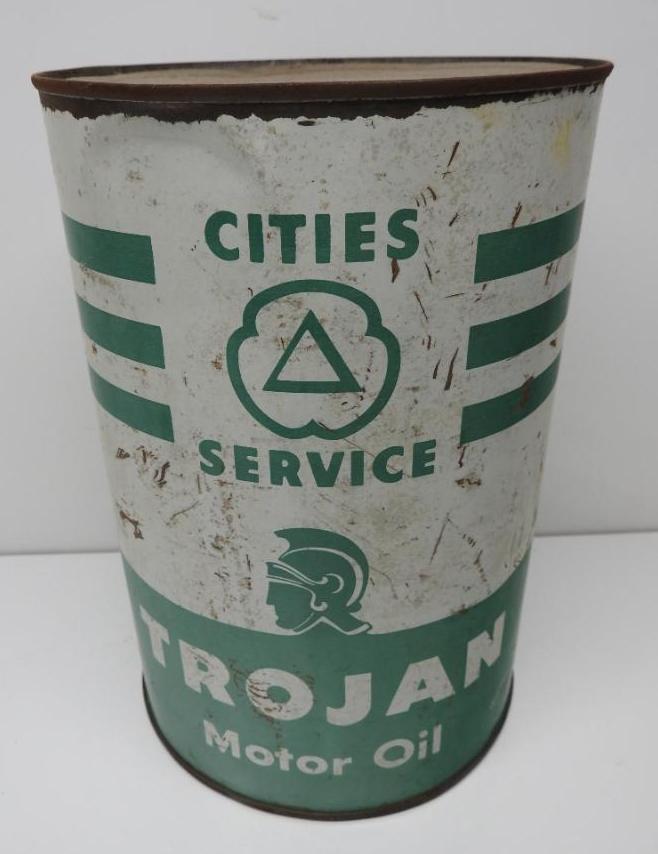 CITIES
SERVICE
TROJAN
Motor Oil